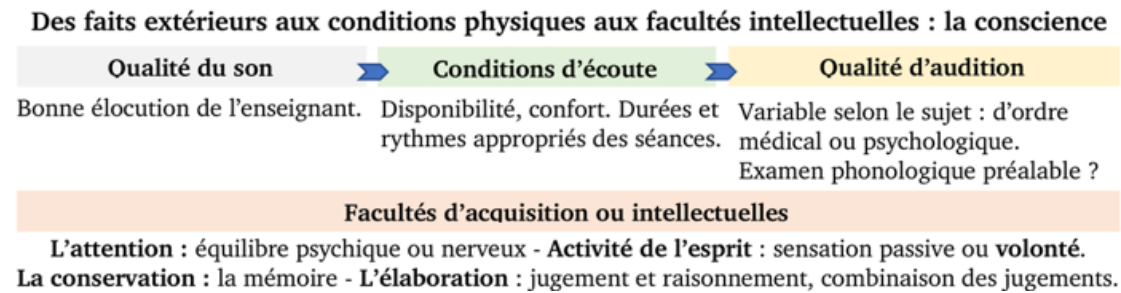 Des faits extérieurs aux conditions physiques aux facultés intellectuelles : la conscience
Qualité du son
Conditions d'écoute
Qualité d'audition
Bonne élocution de l'enseignant.
Disponibilité, confort. Durées et
rythmes appropriés des séances.
Variable selon le sujet : d'ordre
médical ou psychologique.
Examen phonologique préalable ?
Facultés d'acquisition ou intellectuelles
L'attention : équilibre psychique ou nerveux - Activité de l'esprit : sensation passive ou volonté.
La conservation : la mémoire - L'élaboration : jugement et raisonnement, combinaison des jugements.